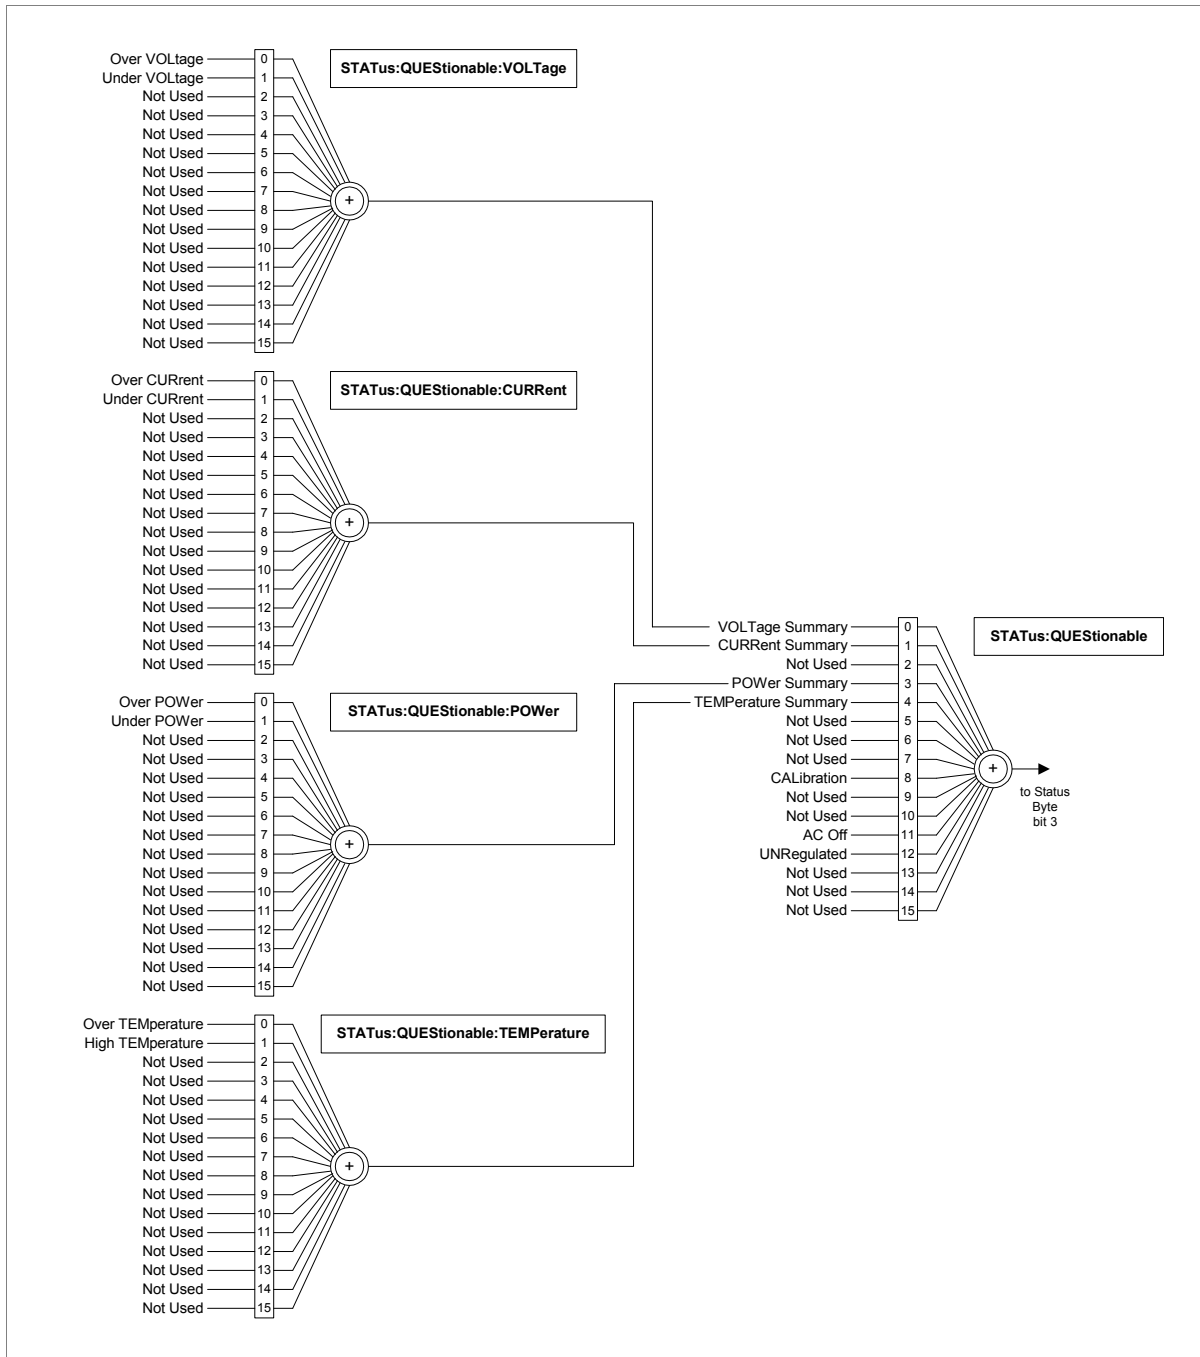 Over VOLtage 0
STATus:QUEStionable:VOLTage
Under VOLtage 1
Not Used 2
Not Used 3
Not Used 4
Not Used 5
Not Used 6
Not Used 7
Not Used 8
+
Not Used 9
Not Used 10
Not Used 11
Not Used 12
Not Used 13
Not Used 14
Not Used 15
Over CURrent 0
STATus:QUEStionable:CURRent
Under CURrent 1
Not Used 2
Not Used 3
Not Used 4
Not Used 5
Not Used 6
Not Used 7
Not Used 8
+
Not Used 9
Not Used 10
Not Used 11
Not Used 12
Not Used 13
Not Used 14
Not Used 15
Over POWer 0
STATus:QUEStionable:POWer
Under POWer 1
Not Used 2
Not Used 3
Not Used 4
Not Used 5
Not Used 6
Not Used 7
Not Used 8
+
Not Used 9
Not Used 10
Not Used 11
Not Used 12
Not Used 13
Not Used 14
Not Used 15
Over TEMperature 0
STATus:QUEStionable:TEMPerature
High TEMperature 1
Not Used 2
Not Used 3
Not Used 4
Not Used 5
Not Used 6
Not Used 7
Not Used 8
+
Not Used 9
Not Used 10
Not Used 11
Not Used 12
Not Used 13
Not Used 14
Not Used 15
VOLTage Summary 0
STATus:QUEStionable
CURRent Summary 1
Not Used 2
POWer Summary 3
TEMPerature Summary 4
Not Used 5
Not Used 6
Not Used 7
+
CALibration 8
Not Used 9
Not Used 10
AC Off 11
UNRegulated 12
Not Used 13
Not Used 14
Not Used 15
to Status
Byte
bit 3